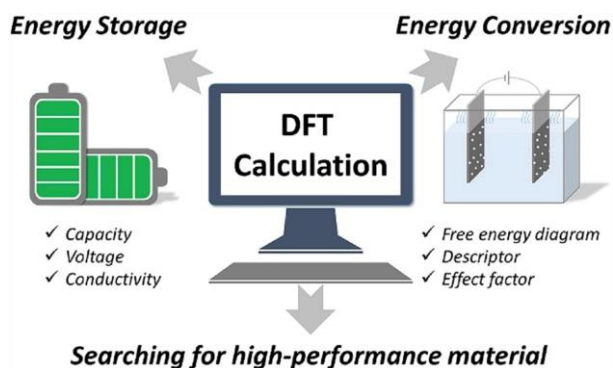 Energy Storage
Energy Conversion
DFT
Calculation
✓ Capacity
✓ Voltage
✓ Conductivity
✓ Free energy diagram
✓ Descriptor
✓ Effect factor
Searching for high-performance material